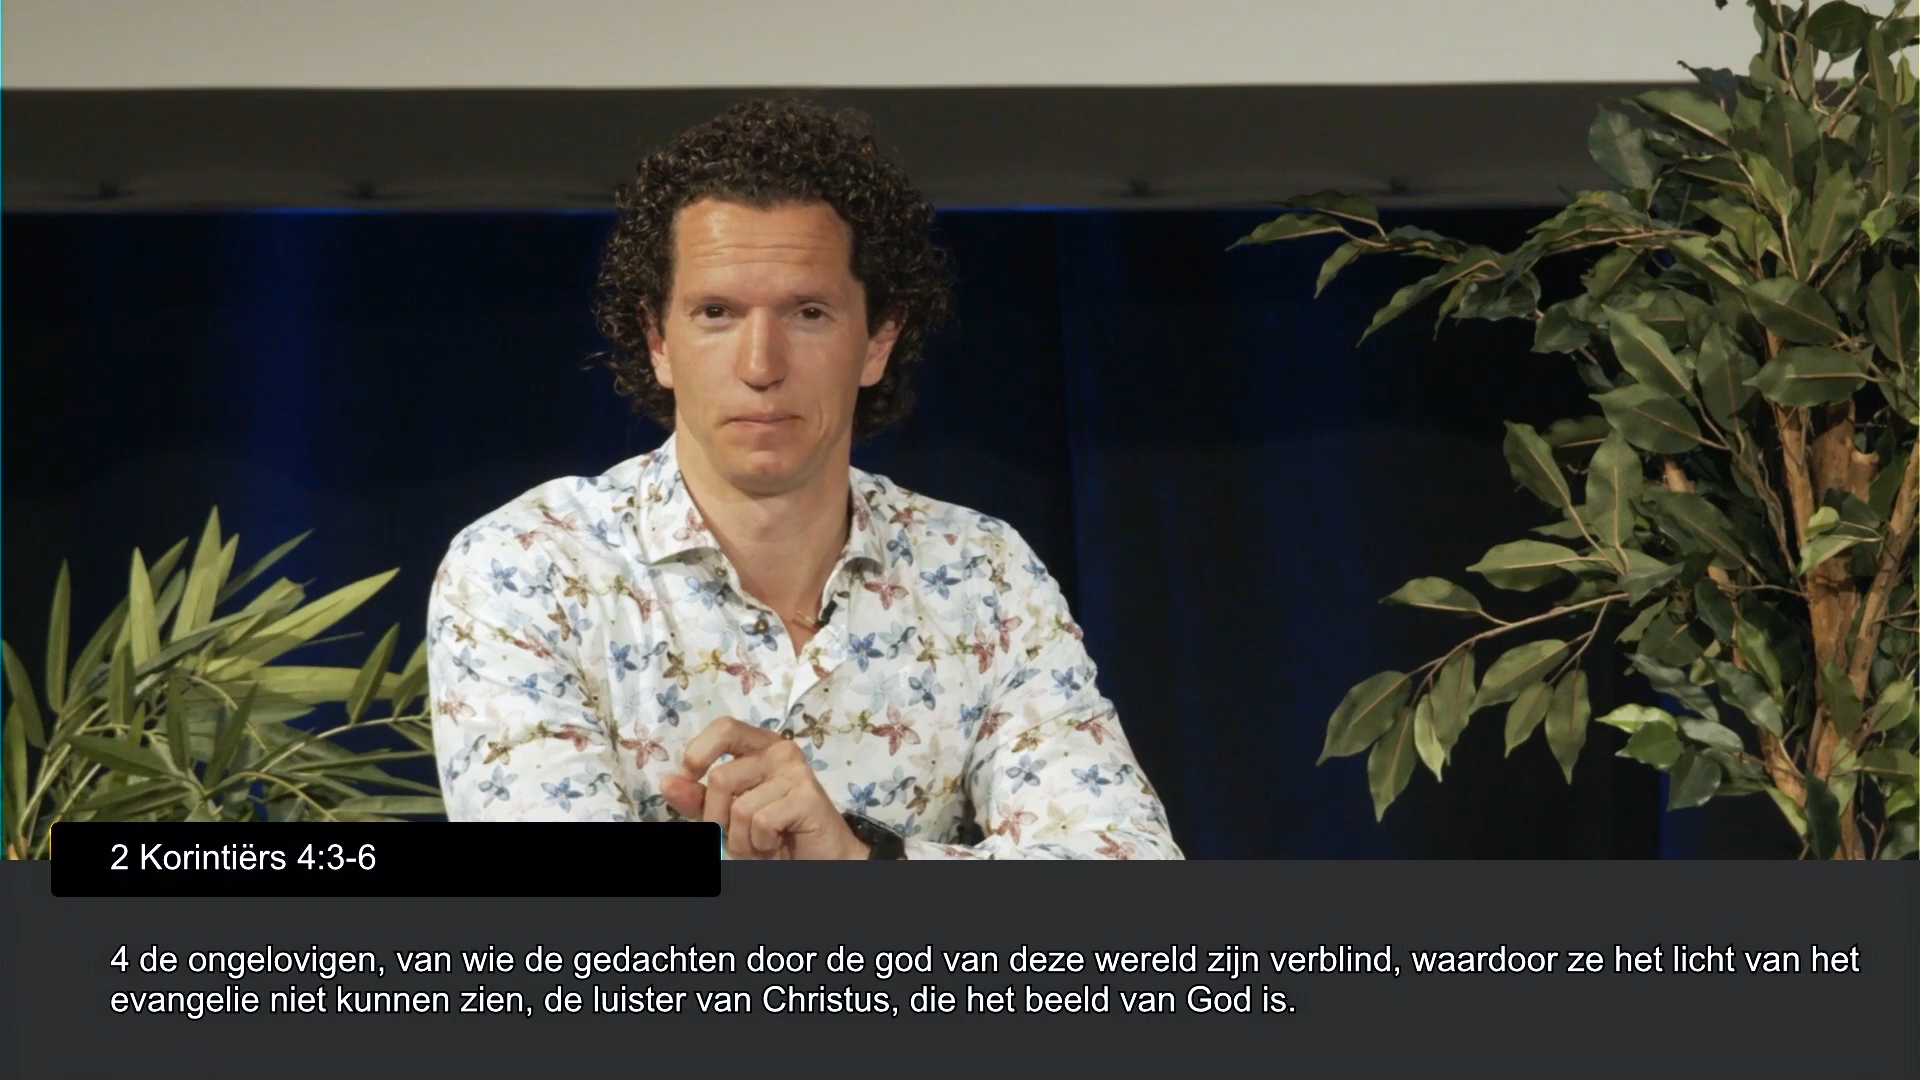 2 Korintiërs 4:3-6
4 de ongelovigen, van wie de gedachten door de god van deze wereld zijn verblind, waardoor ze het licht van het
evangelie niet kunnen zien, de luister van Christus, die het beeld van God is.